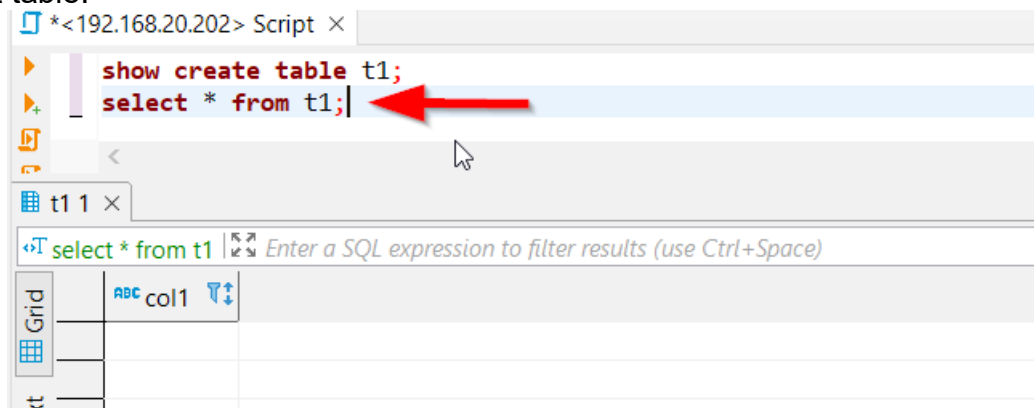 *<192.168.20.202> Script ×
show create table t1;
select * from t1;
t1 1 ×
select * from t1 Enter a SQL expression to filter results (use Ctrl+Space)
Grid
ABC col1